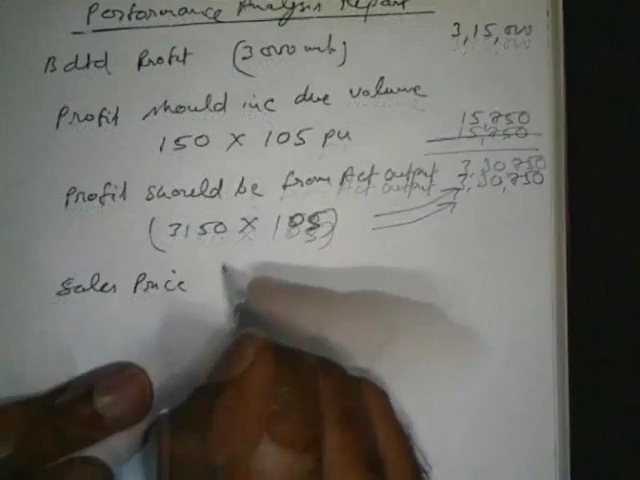 Performance Analysis Report
Bdtd Profit (3000 units) 3,15,000
Profit should inc due volume
150 X 105 PU 15,750
Profit should be from Act output 3,30,750
(3150 X 105)
Sales Price